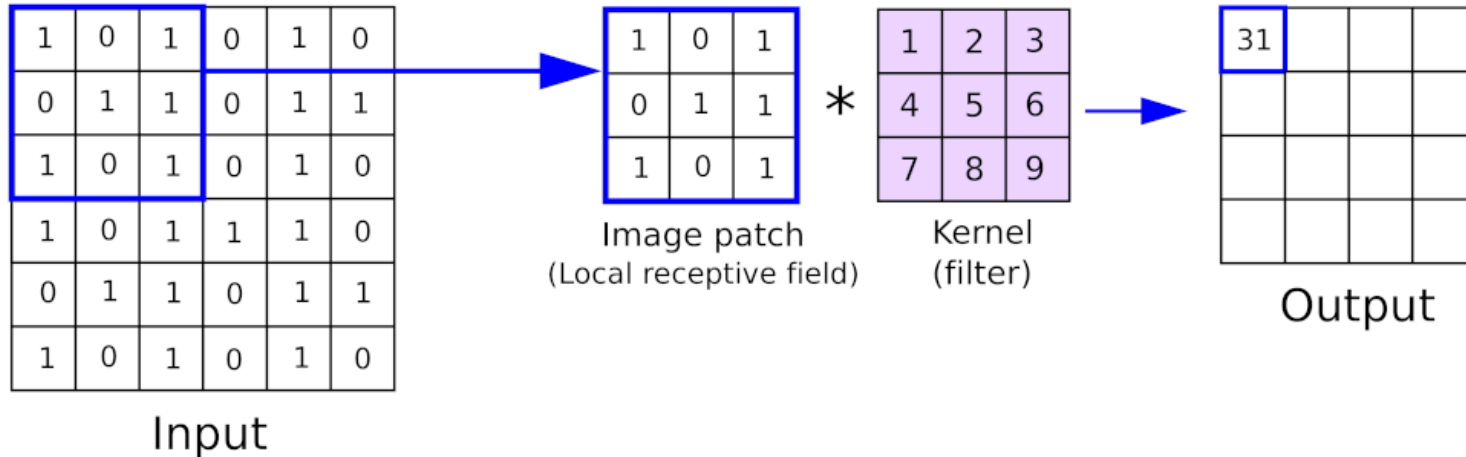 1 0 1 0 1 0
0 1 1 0 1 1
1 0 1 0 1 0
1 0 1 1 1 0
0 1 1 0 1 1
1 0 1 0 1 0
Input
1 0 1
0 1 1
1 0 1
Image patch
(Local receptive field)
*
1 2 3
4 5 6
7 8 9
Kernel
(filter)
31
Output